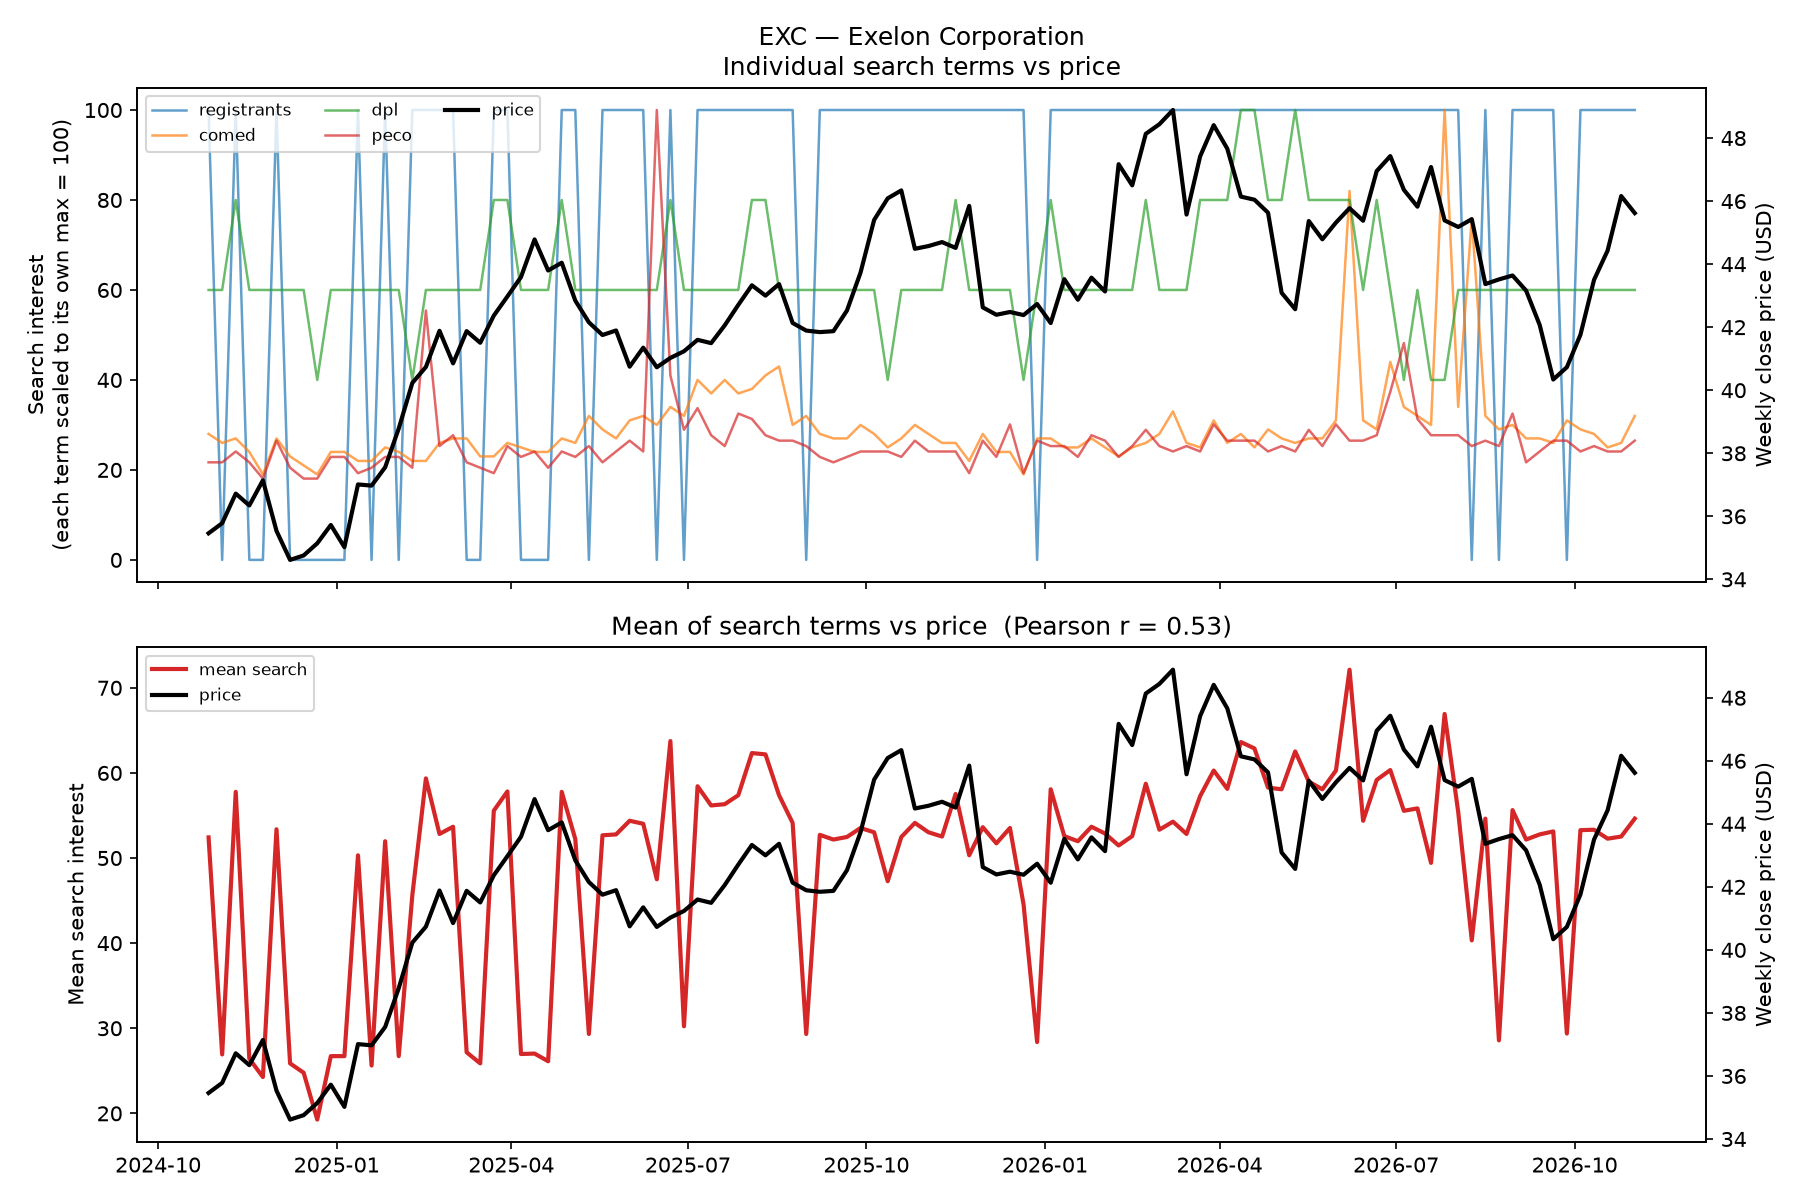 EXC — Exelon Corporation
Individual search terms vs price
registrants
comed
dpl
peco
price
Search interest
(each term scaled to its own max = 100)
100
80
60
40
20
0
Weekly close price (USD)
48
46
44
42
40
38
36
34
Mean of search terms vs price (Pearson r = 0.53)
mean search
price
Mean search interest
70
60
50
40
30
20
Weekly close price (USD)
48
46
44
42
40
38
36
34
2024-10
2025-01
2025-04
2025-07
2025-10
2026-01
2026-04
2026-07
2026-10